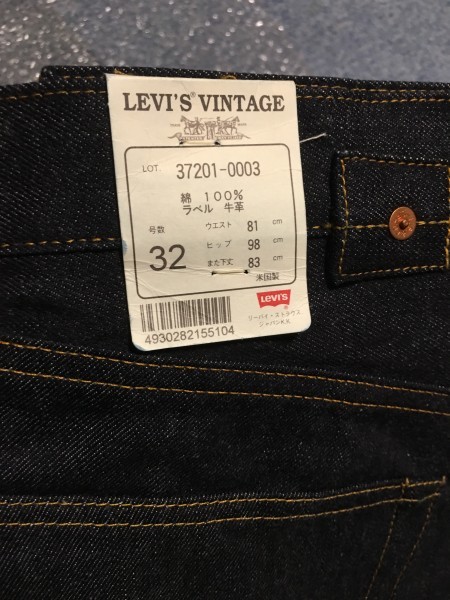 LEVI'S VINTAGE
LOT. 37201-0003
綿 100%
ラベル 牛革
号数 32
ウエスト 81 cm
ヒップ 98 cm
また下丈 83 cm
米国製
LEVI'S
リーバイ・ストラウス
ジャパンK.K.
4930282155104